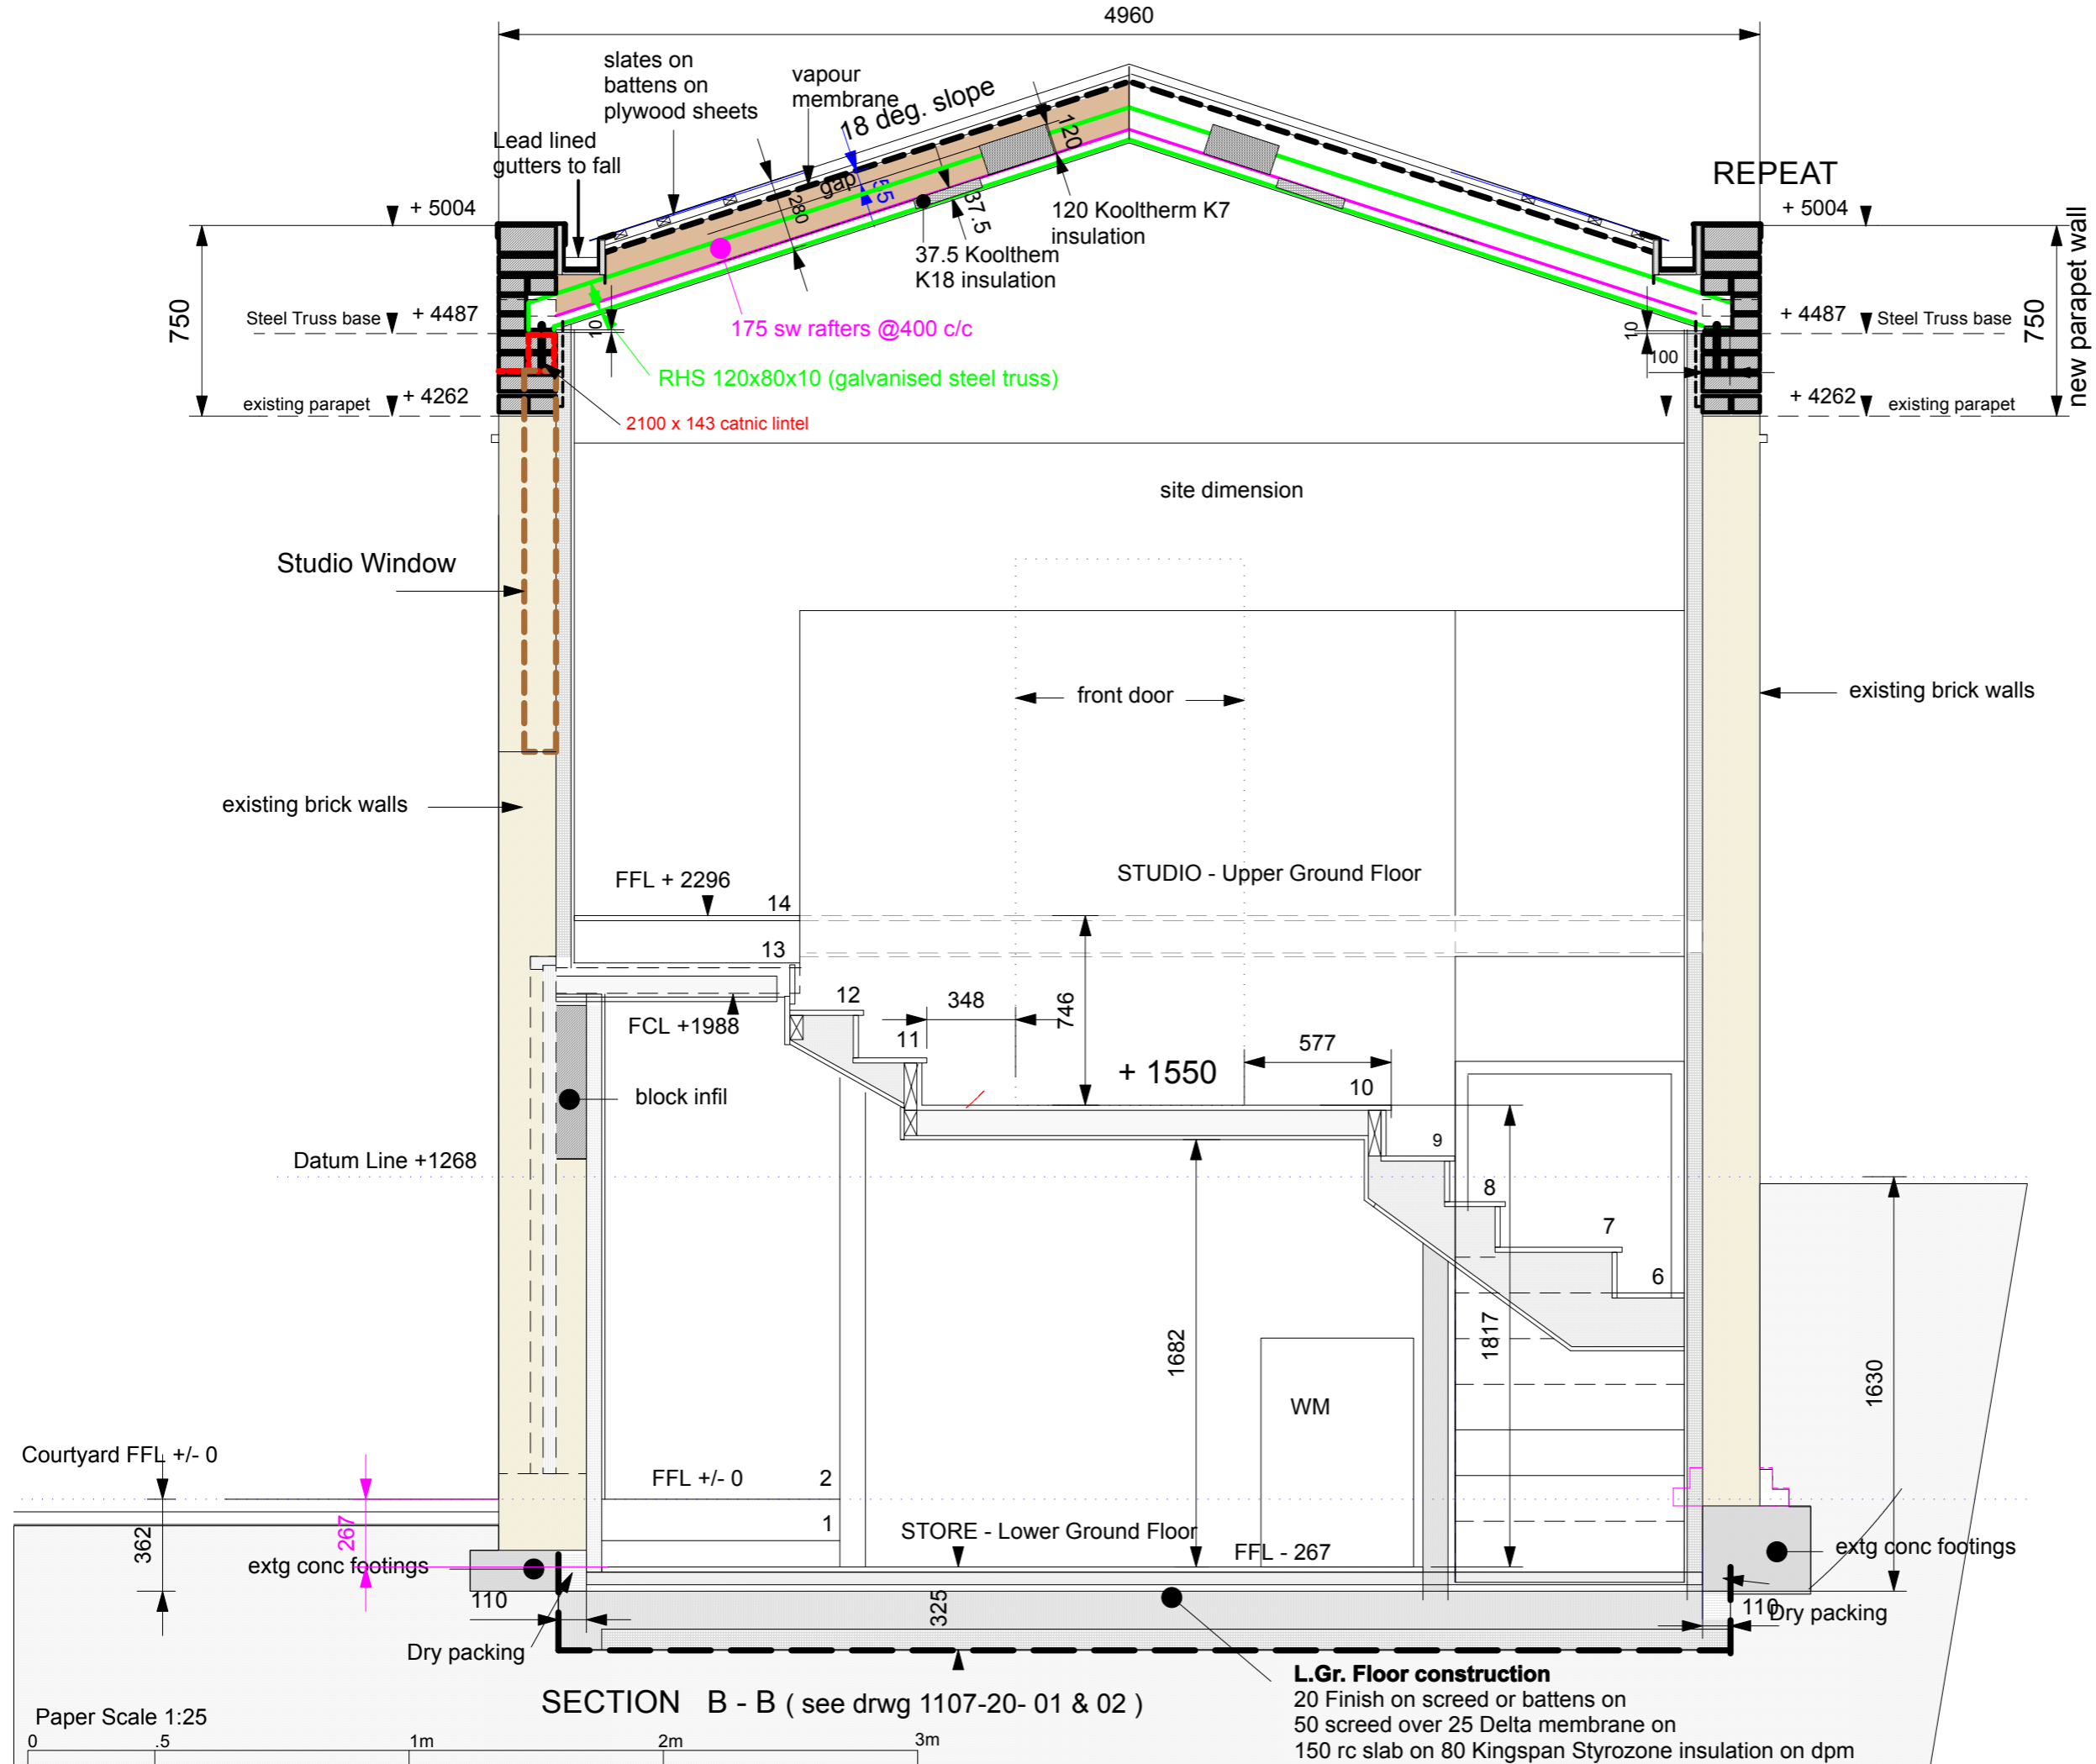 4960
slates on
battens on
plywood sheets
vapour
membrane
18 deg. slope
Lead lined
gutters to fall
120
gap
55
280
37.5
REPEAT
+ 5004
+ 5004
120 Kooltherm K7
insulation
37.5 Koolthem
K18 insulation
750
Steel Truss base
+ 4487
10
175 sw rafters @400 c/c
10
+ 4487
Steel Truss base
750
new parapet wall
100
RHS 120x80x10 (galvanised steel truss)
existing parapet
+ 4262
+ 4262
existing parapet
2100 x 143 catnic lintel
site dimension
Studio Window
front door
existing brick walls
existing brick walls
STUDIO - Upper Ground Floor
FFL + 2296
14
13
12
348
746
FCL +1988
11
577
+ 1550
10
block infil
9
Datum Line +1268
8
7
6
1682
1817
1630
WM
Courtyard FFL +/- 0
FFL +/- 0
2
1
362
267
STORE - Lower Ground Floor
FFL - 267
extg conc footings
extg conc footings
110
325
110
Dry packing
Dry packing
SECTION B - B ( see drwg 1107-20- 01 & 02 )
L.Gr. Floor construction
20 Finish on screed or battens on
50 screed over 25 Delta membrane on
150 rc slab on 80 Kingspan Styrozone insulation on dpm
Paper Scale 1:25
0 .5 1m 2m 3m